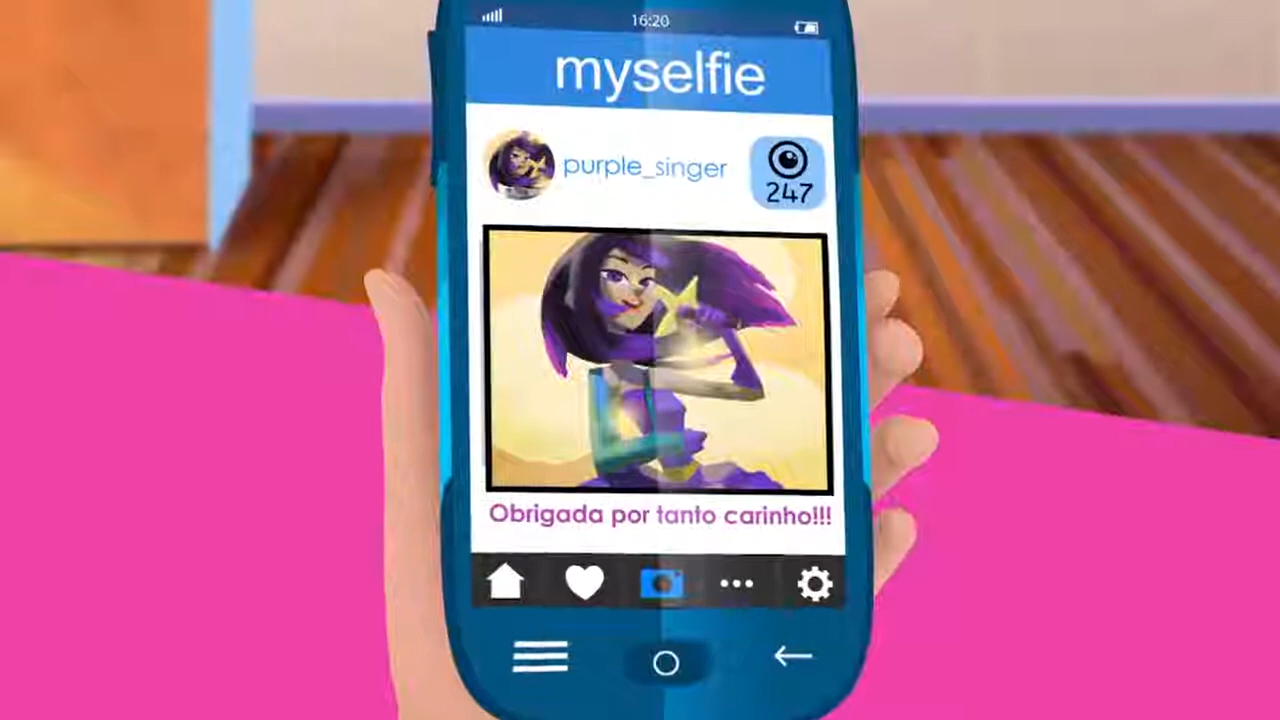 16:20
myselfie
purple_singer
247
Obrigada por tanto carinho!!!